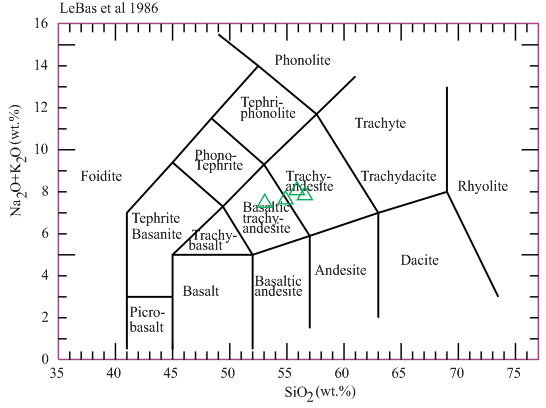 LeBas et al 1986
16
14
12
10
8
6
4
2
0
Na2O+K2O (wt.%)
Phonolite
Tephri-
phonolite
Trachyte
Phono-
Tephrite
Foidite
Trachy-
andesite
Trachydacite
Rhyolite
Basaltic
trachy-
andesite
Tephrite
Basanite
Trachy-
basalt
Dacite
Andesite
Basaltic
andesite
Basalt
Picro-
basalt
35 40 45 50 55 60 65 70 75
SiO2 (wt.%)